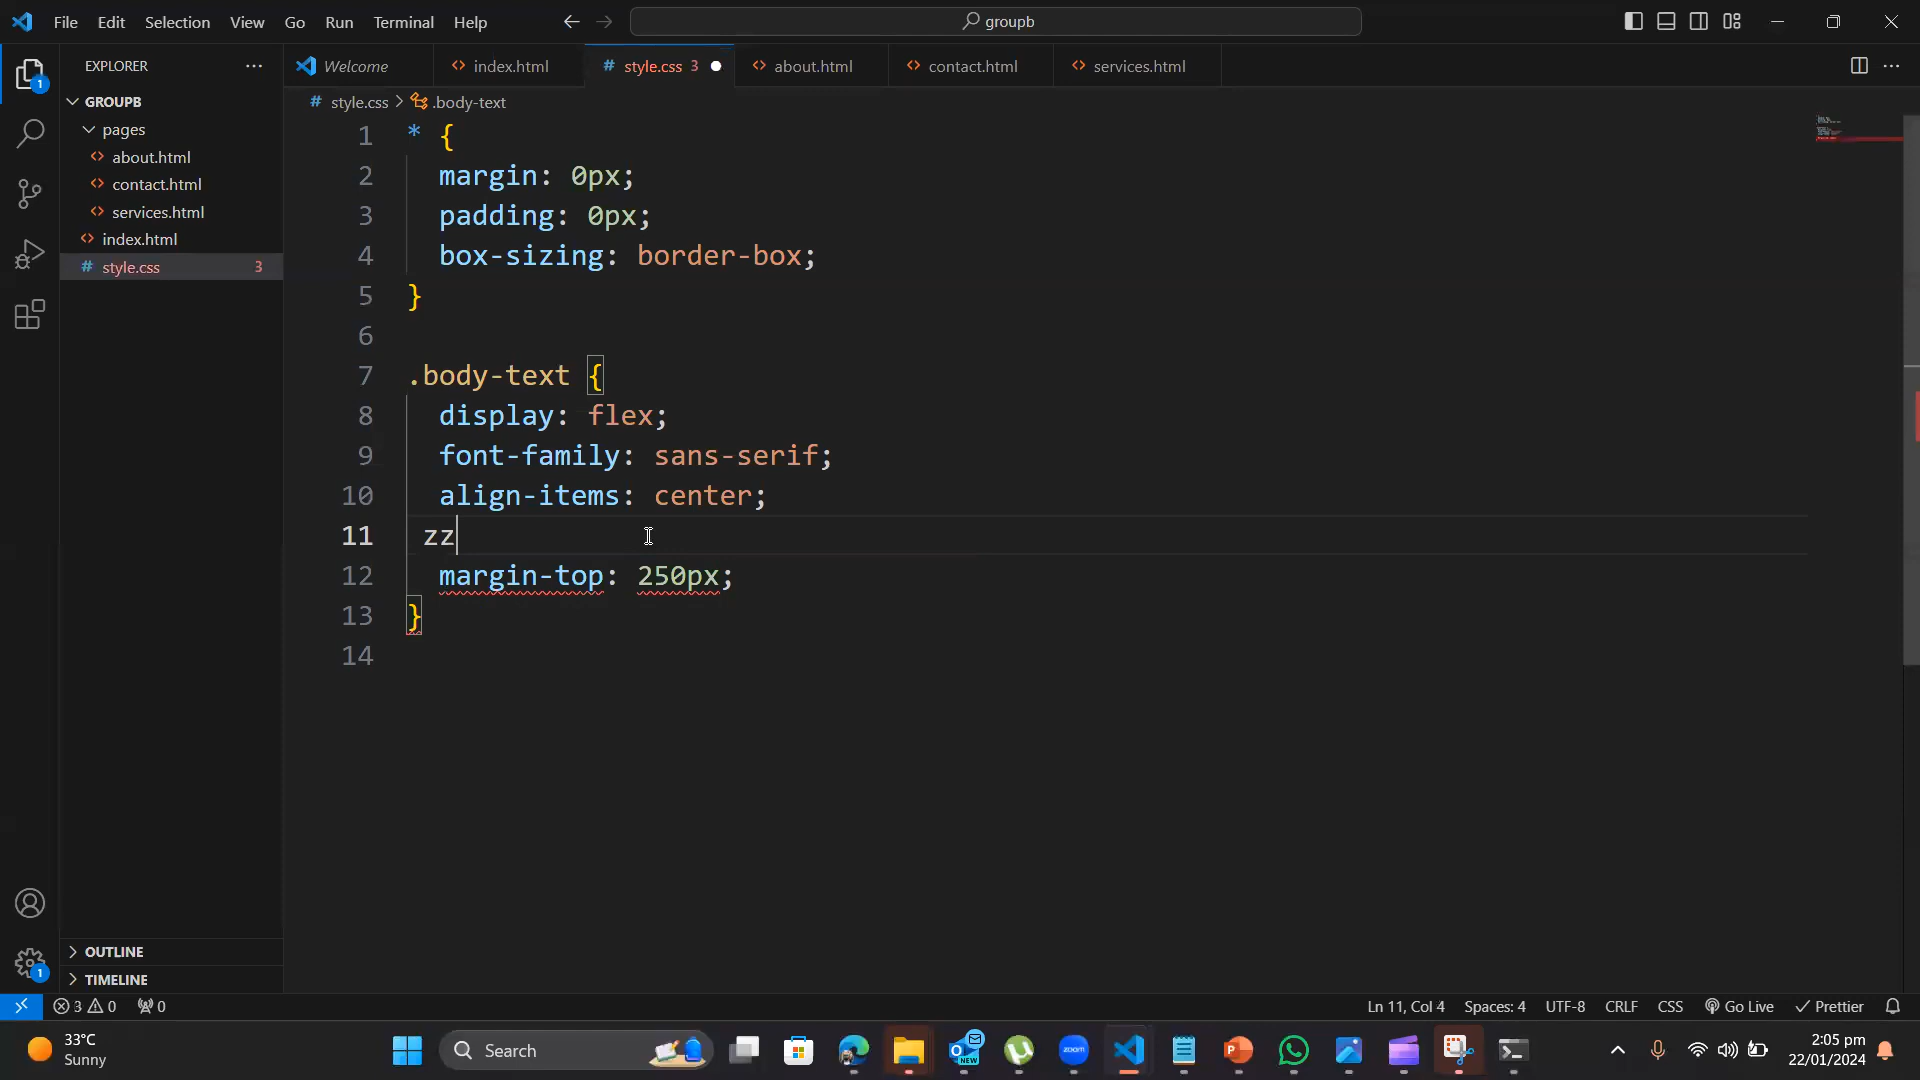 File Edit Selection View Go Run Terminal Help
groupb
EXPLORER
Welcome
index.html
style.css 3
about.html
contact.html
services.html
GROUPB
pages
about.html
contact.html
services.html
index.html
style.css 3
style.css > .body-text
1 * {
2 margin: 0px;
3 padding: 0px;
4 box-sizing: border-box;
5 }
6
7 .body-text {
8 display: flex;
9 font-family: sans-serif;
10 align-items: center;
11 zz
12 margin-top: 250px;
13 }
14
1
1
OUTLINE
TIMELINE
3 0 0
Ln 11, Col 4 Spaces: 4 UTF-8 CRLF CSS Go Live Prettier
33°C
Sunny
Search
NEW
zoom
2:05 pm
22/01/2024